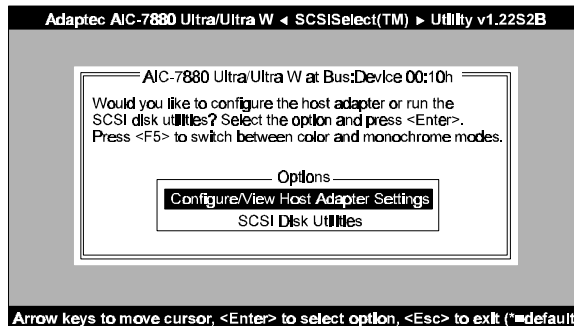 Adaptec AIC-7880 Ultra/Ultra W ◄ SCSISelect(TM) ► Utility v1.22S2B
AIC-7880 Ultra/Ultra W at Bus:Device 00:10h
Would you like to configure the host adapter or run the
SCSI disk utilities? Select the option and press <Enter>.
Press <F5> to switch between color and monochrome modes.
Options
Configure/View Host Adapter Settings
SCSI Disk Utilities
Arrow keys to move cursor, <Enter> to select option, <Esc> to exit (*=default